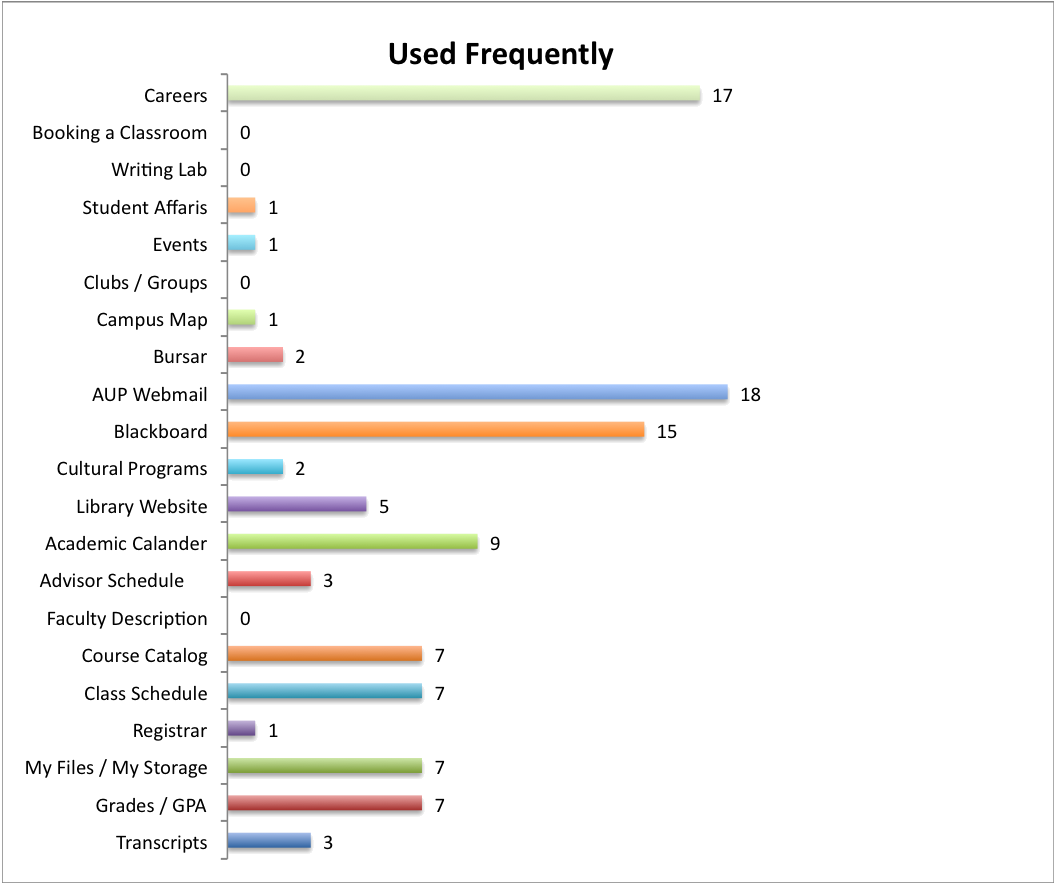 Used Frequently
Careers 17
Booking a Classroom 0
Writing Lab 0
Student Affaris 1
Events 1
Clubs / Groups 0
Campus Map 1
Bursar 2
AUP Webmail 18
Blackboard 15
Cultural Programs 2
Library Website 5
Academic Calander 9
Advisor Schedule 3
Faculty Description 0
Course Catalog 7
Class Schedule 7
Registrar 1
My Files / My Storage 7
Grades / GPA 7
Transcripts 3